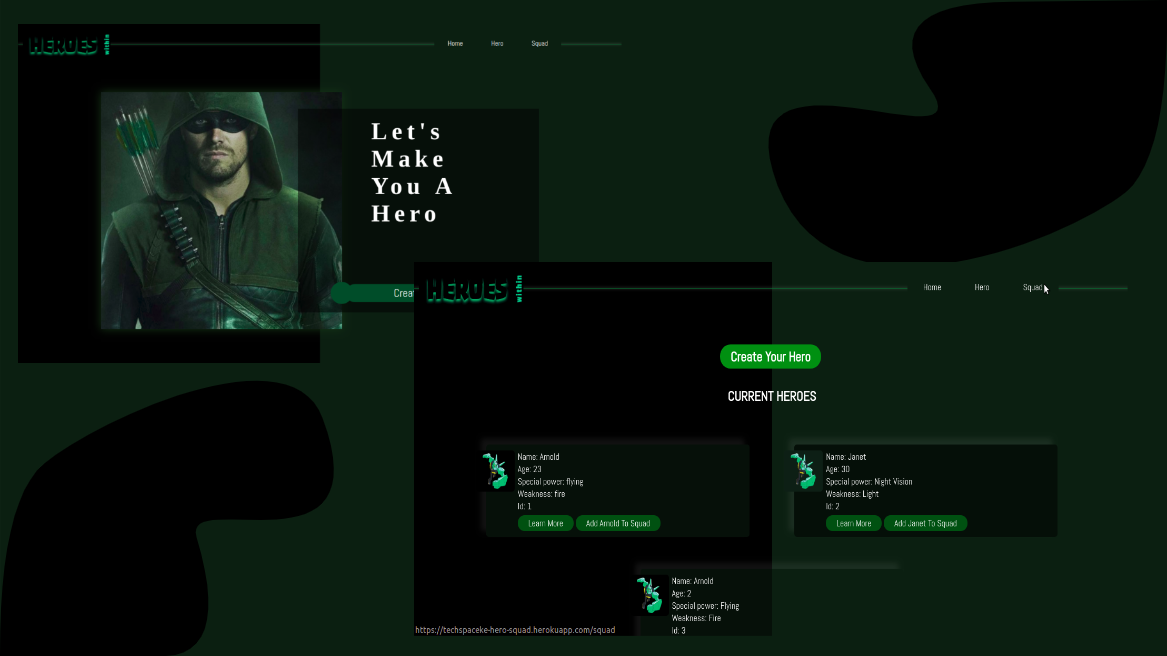 HEROES within
Home
Hero
Squad
Let's
Make
You A
Hero
Creat
HEROES within
Home
Hero
Squad
Create Your Hero
CURRENT HEROES
Name: Arnold
Age: 23
Special power: flying
Weakness: fire
Id: 1
Learn More
Add Arnold To Squad
Name: Janet
Age: 30
Special power: Night Vision
Weakness: Light
Id: 2
Learn More
Add Janet To Squad
Name: Arnold
Age: 2
Special power: Flying
Weakness: Fire
Id: 3
https://techspaceke-hero-squad.herokuapp.com/squad